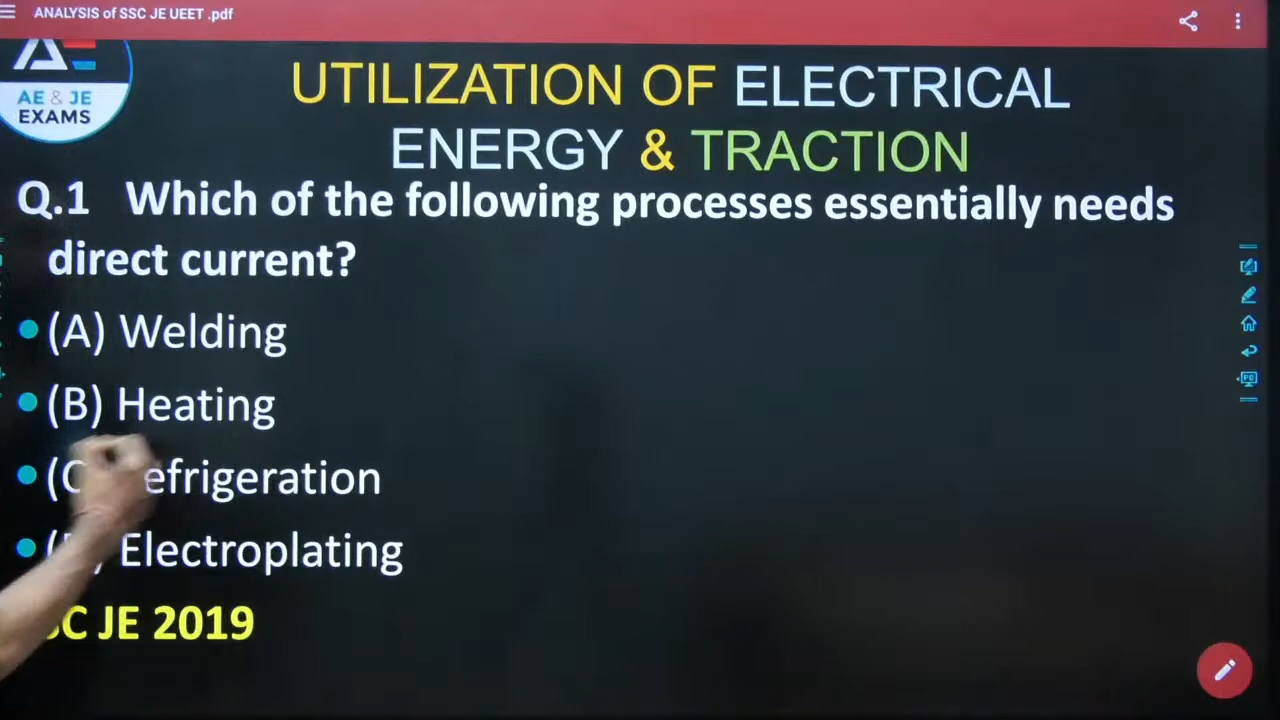 ANALYSIS of SSC JE UEET .pdf
AE & JE
EXAMS
UTILIZATION OF ELECTRICAL
ENERGY & TRACTION
Q.1 Which of the following processes essentially needs
direct current?
(A) Welding
(B) Heating
Electroplating
JE 2019